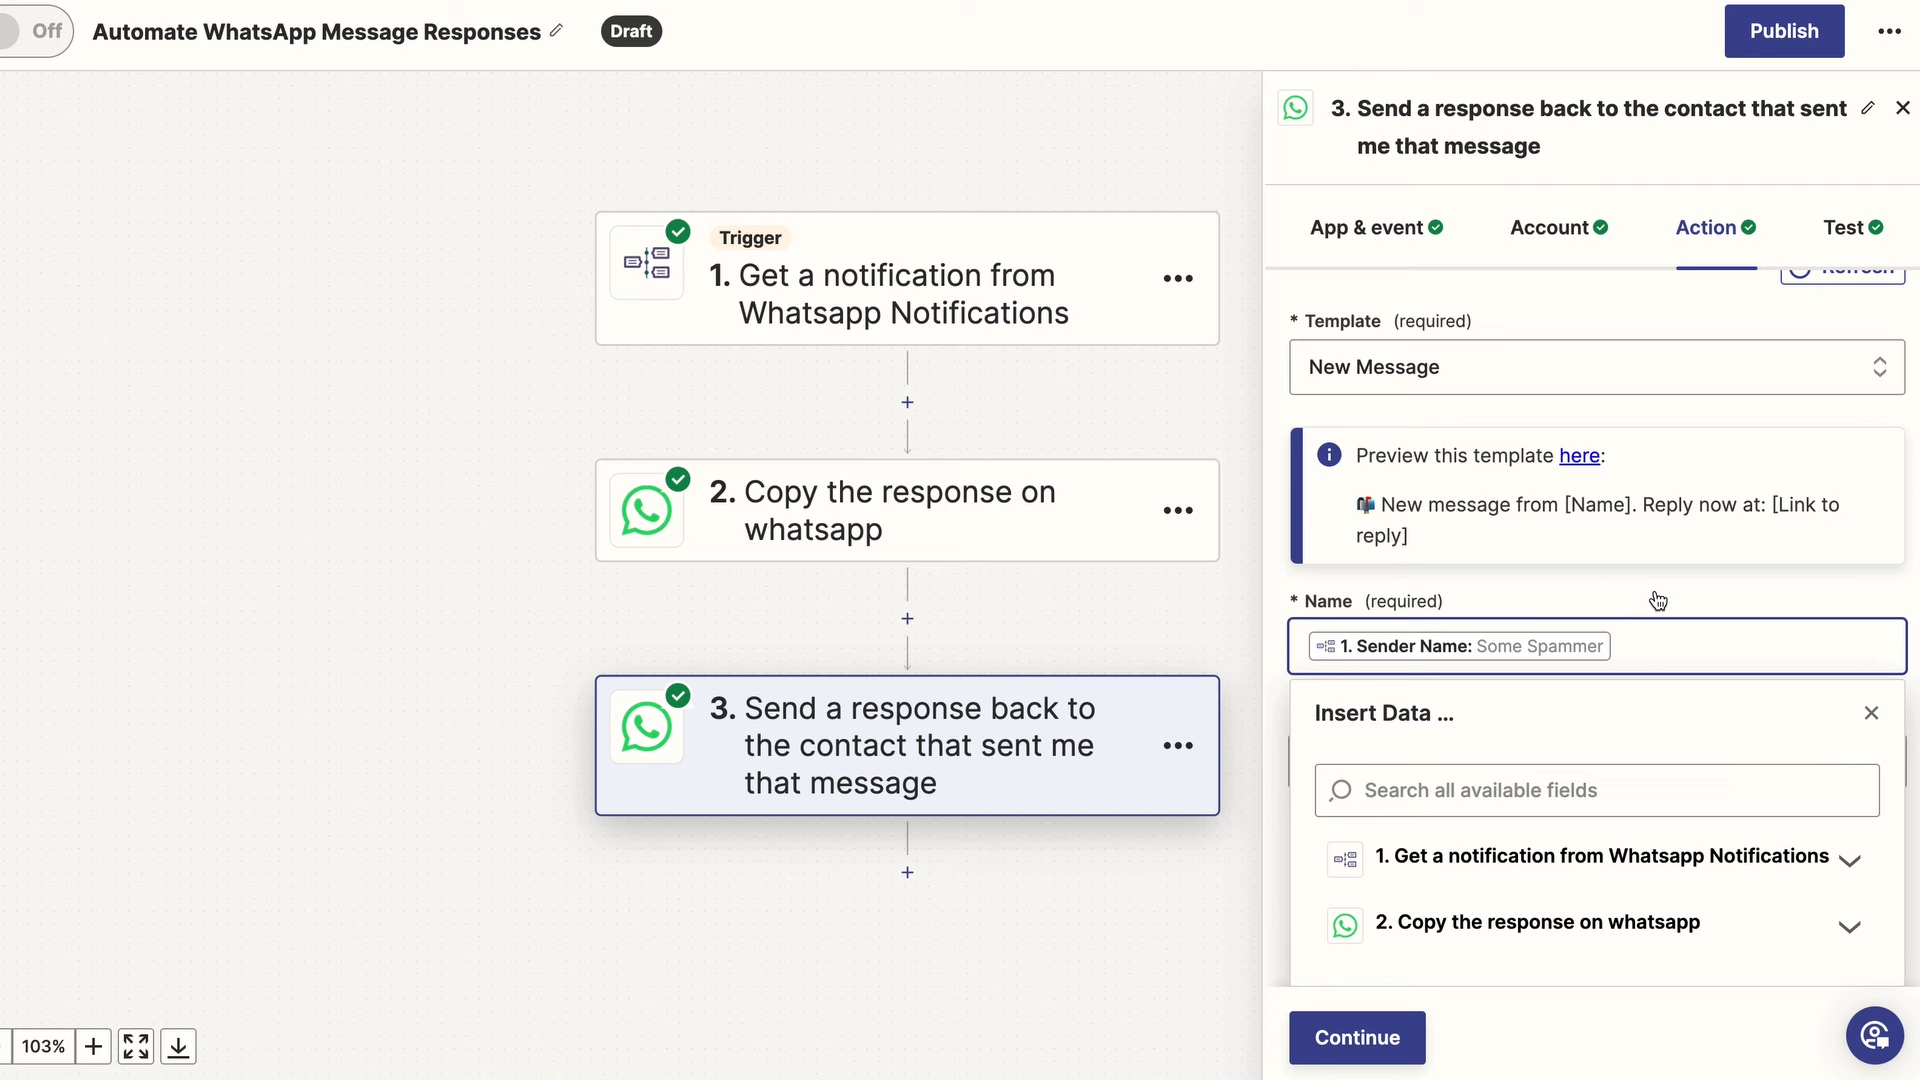 Off
Automate WhatsApp Message Responses
Draft
Publish
3. Send a response back to the contact that sent
me that message
App & event
Account
Action
Test
Refresh
* Template (required)
New Message
Preview this template here:
📬 New message from [Name]. Reply now at: [Link to
reply]
* Name (required)
1. Sender Name: Some Spammer
Insert Data ...
Search all available fields
1. Get a notification from Whatsapp Notifications
2. Copy the response on whatsapp
Continue
Trigger
1. Get a notification from
Whatsapp Notifications
2. Copy the response on
whatsapp
3. Send a response back to
the contact that sent me
that message
103%